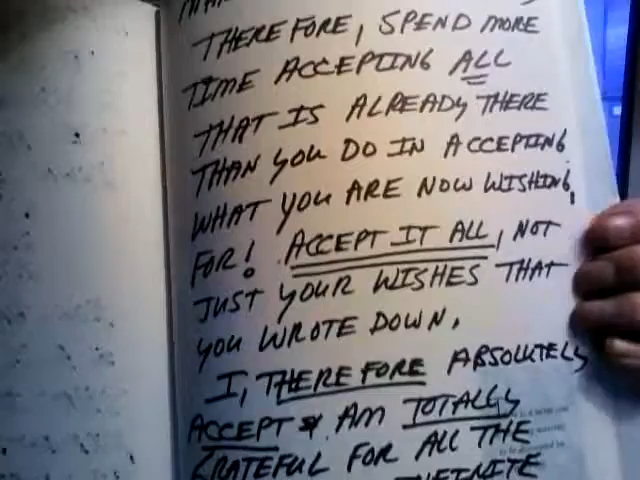 THEREFORE, SPEND MORE
TIME ACCEPTING ALL
THAT IS ALREADY THERE
THAN YOU DO IN ACCEPTING
WHAT YOU ARE NOW WISHING,
FOR! ACCEPT IT ALL, NOT
JUST YOUR WISHES THAT
YOU WROTE DOWN.
I, THEREFORE ABSOLUTELY
ACCEPT & AM TOTALLY
GRATEFUL FOR ALL THE
INFINITE